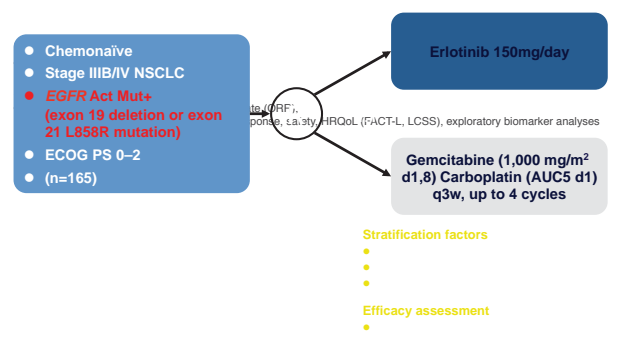 Chemonaïve
Stage IIIB/IV NSCLC
EGFR Act Mut+
(exon 19 deletion or exon
21 L858R mutation)
ECOG PS 0–2
(n=165)
Erlotinib 150mg/day
(ORF),
safety, HRQoL (FACT-L, LCSS), exploratory biomarker analyses
Gemcitabine (1,000 mg/m2
d1,8) Carboplatin (AUC5 d1)
q3w, up to 4 cycles
Stratification factors
Efficacy assessment